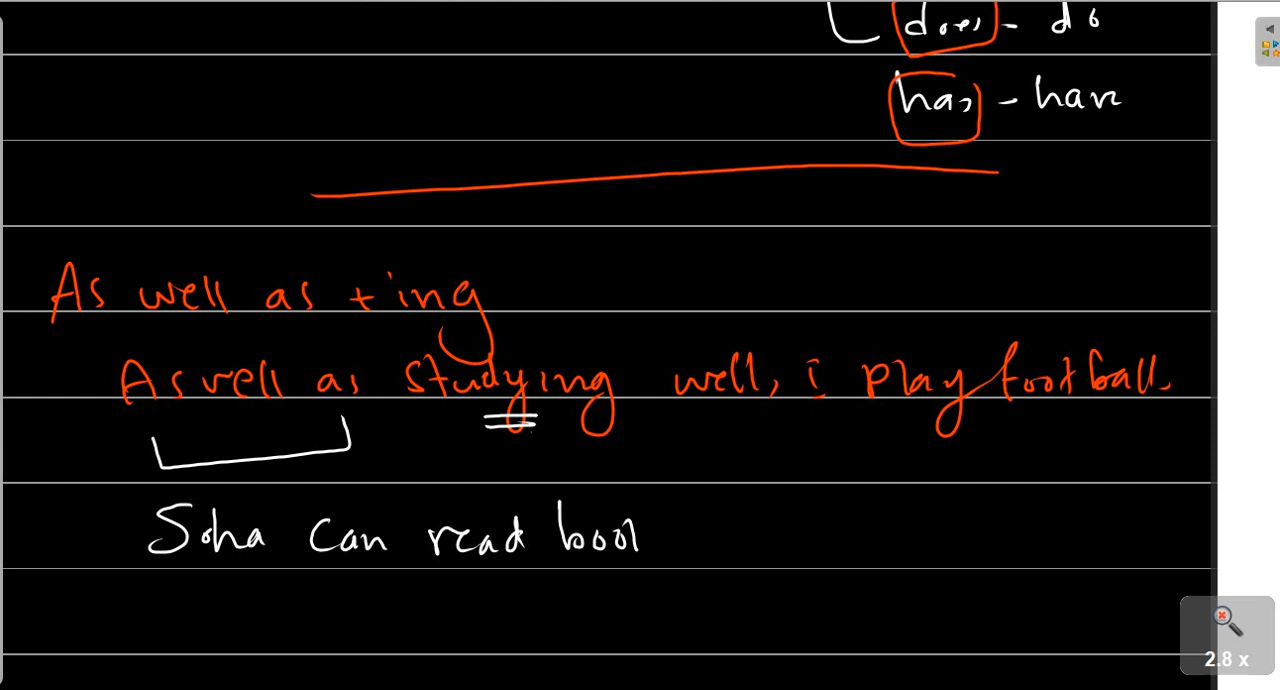 does - do
has - have
As well as +ing
As well as studying well, i play football.
Soha can read bool
2.8 x